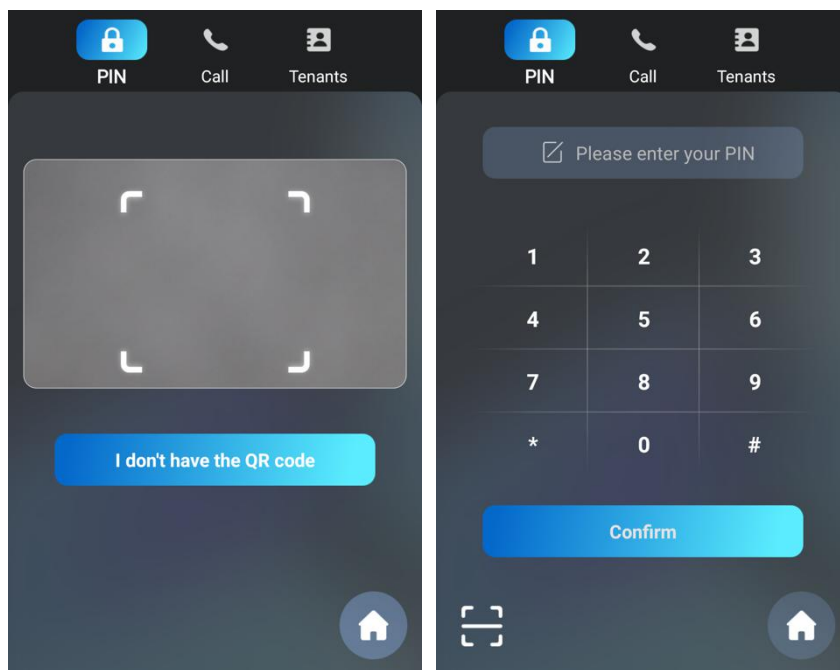 PIN Call Tenants
I don't have the QR code
PIN Call Tenants
Please enter your PIN
1 2 3
4 5 6
7 8 9
* 0 #
Confirm